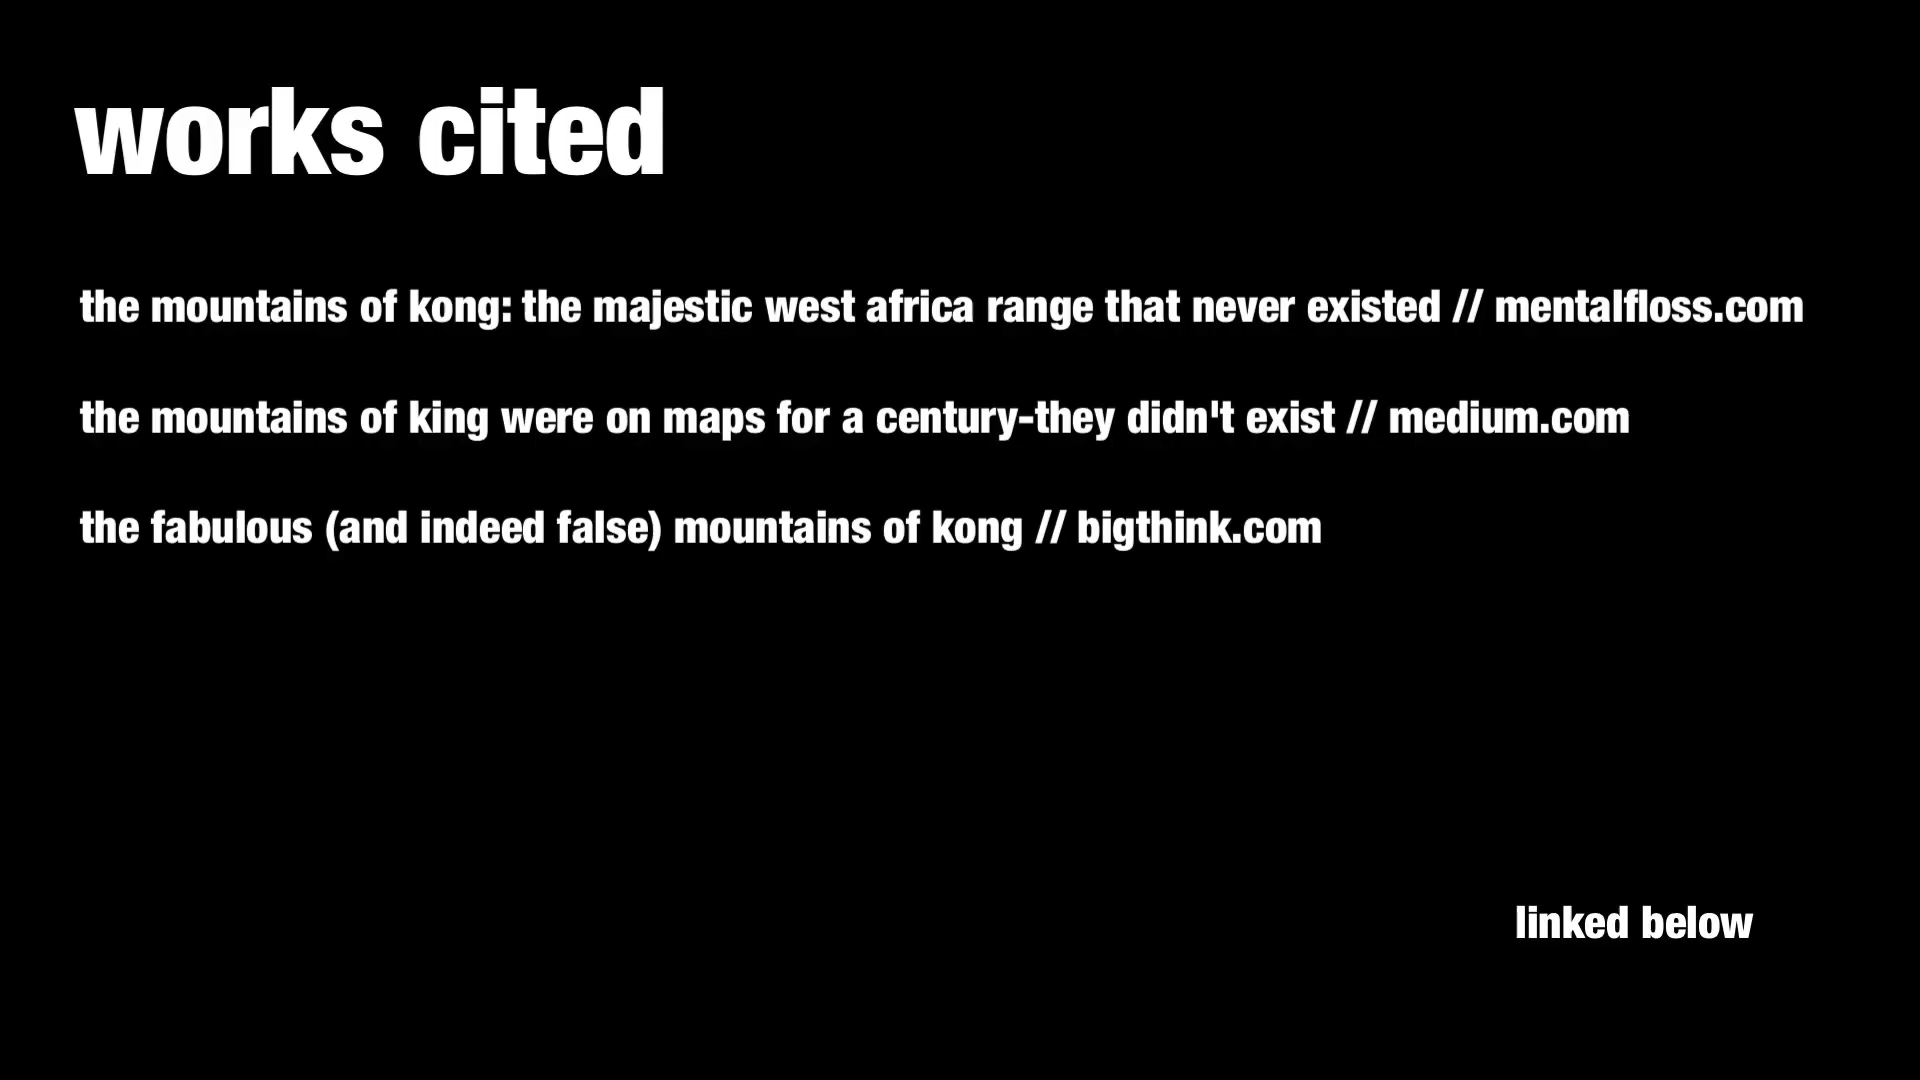 works cited
the mountains of kong: the majestic west africa range that never existed // mentalfloss.com
the mountains of king were on maps for a century-they didn't exist // medium.com
the fabulous (and indeed false) mountains of kong // bigthink.com
linked below